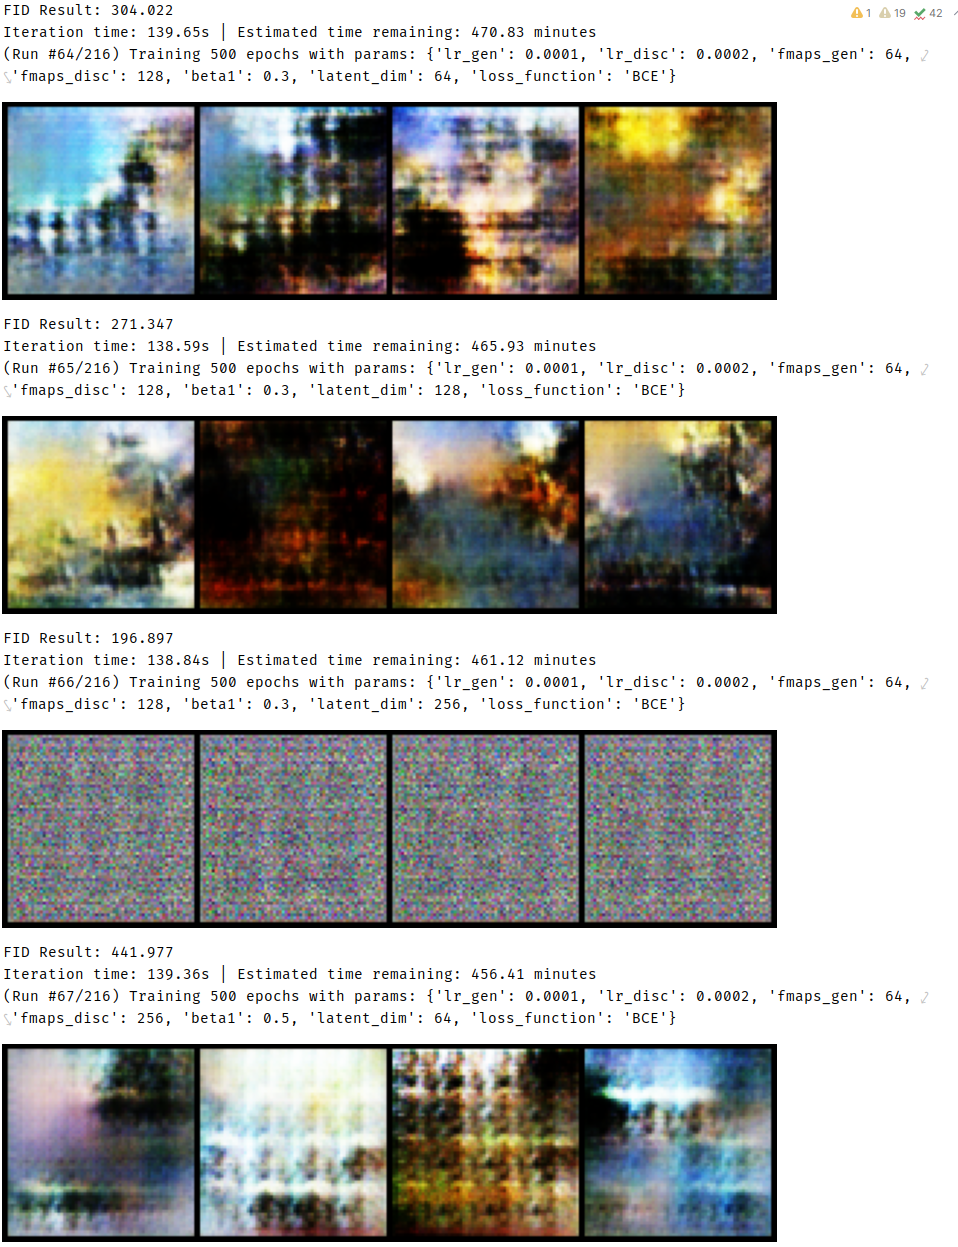 FID Result: 304.022
1 19 42
Iteration time: 139.65s | Estimated time remaining: 470.83 minutes
(Run #64/216) Training 500 epochs with params: {'lr_gen': 0.0001, 'lr_disc': 0.0002, 'fmaps_gen': 64,
'fmaps_disc': 128, 'beta1': 0.3, 'latent_dim': 64, 'loss_function': 'BCE'}
FID Result: 271.347
Iteration time: 138.59s | Estimated time remaining: 465.93 minutes
(Run #65/216) Training 500 epochs with params: {'lr_gen': 0.0001, 'lr_disc': 0.0002, 'fmaps_gen': 64,
'fmaps_disc': 128, 'beta1': 0.3, 'latent_dim': 128, 'loss_function': 'BCE'}
FID Result: 196.897
Iteration time: 138.84s | Estimated time remaining: 461.12 minutes
(Run #66/216) Training 500 epochs with params: {'lr_gen': 0.0001, 'lr_disc': 0.0002, 'fmaps_gen': 64,
'fmaps_disc': 128, 'beta1': 0.3, 'latent_dim': 256, 'loss_function': 'BCE'}
FID Result: 441.977
Iteration time: 139.36s | Estimated time remaining: 456.41 minutes
(Run #67/216) Training 500 epochs with params: {'lr_gen': 0.0001, 'lr_disc': 0.0002, 'fmaps_gen': 64,
'fmaps_disc': 256, 'beta1': 0.5, 'latent_dim': 64, 'loss_function': 'BCE'}